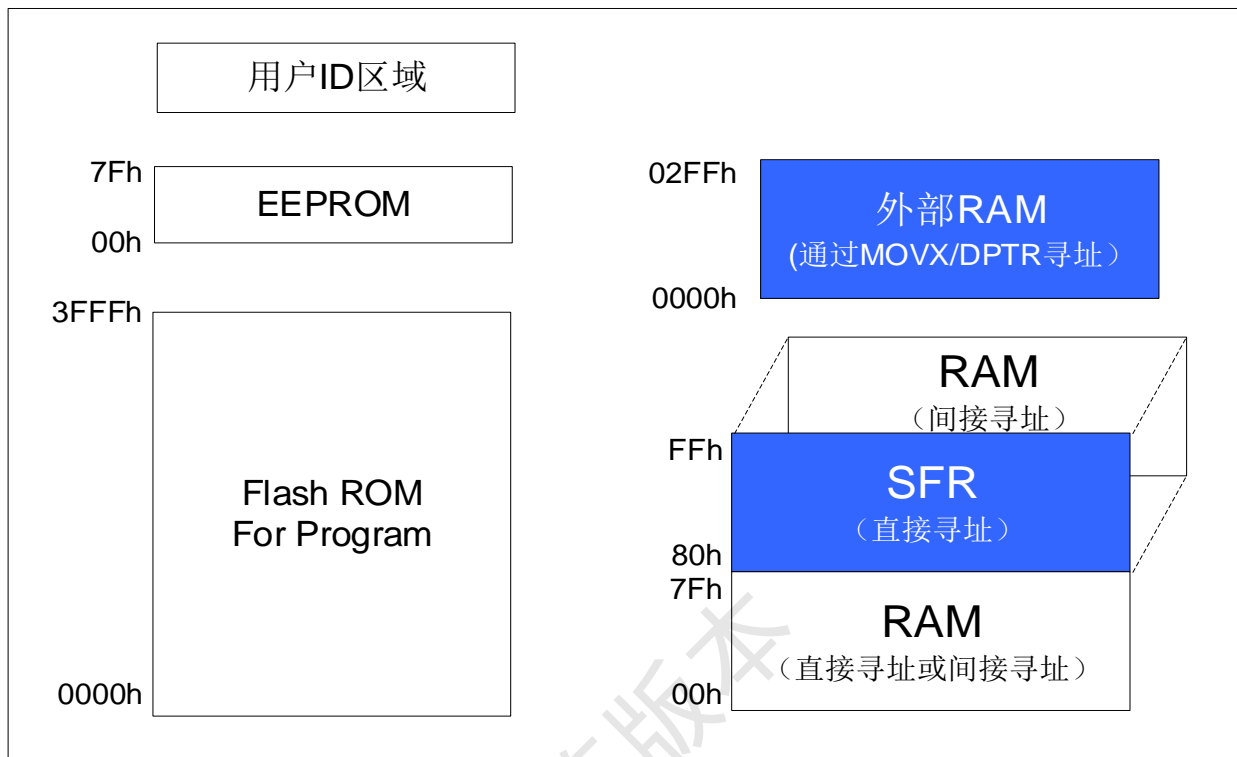 用户ID区域
7Fh
EEPROM
00h
3FFFh
Flash ROM
For Program
0000h
02FFh
外部RAM
(通过MOVX/DPTR寻址）
0000h
RAM
（间接寻址）
FFh
SFR
（直接寻址）
80h
7Fh
RAM
（直接寻址或间接寻址）
00h
版本